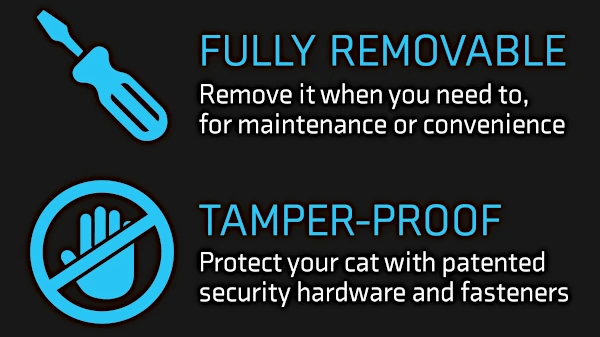 FULLY REMOVABLE
Remove it when you need to,
for maintenance or convenience
TAMPER-PROOF
Protect your cat with patented
security hardware and fasteners